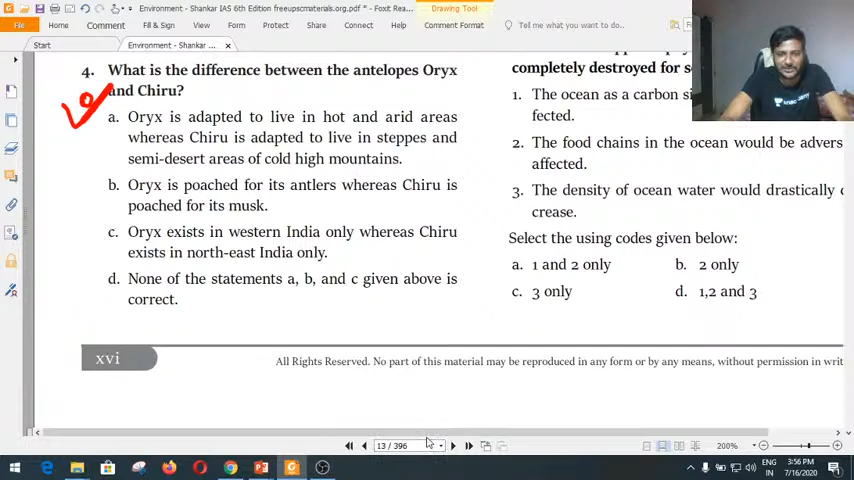 Environment - Shankar IAS 6th Edition freeupscmaterials.org.pdf * - Foxit Rea...
Drawing Tool
File
Home
Comment
Fill & Sign
View
Form
Protect
Share
Help
Comment Format
Tell me what you want to do...
Start
Environment - Shankar ...
4. What is the difference between the antelopes Oryx
and Chiru?
a. Oryx is adapted to live in hot and arid areas
whereas Chiru is adapted to live in steppes and
semi-desert areas of cold high mountains.
b. Oryx is poached for its antlers whereas Chiru is
poached for its musk.
c. Oryx exists in western India only whereas Chiru
exists in north-east India only.
d. None of the statements a, b, and c given above is
correct.
completely destroyed for s
1. The ocean as a carbon si
fected.
2. The food chains in the ocean would be advers
affected.
3. The density of ocean water would drastically
crease.
Select the using codes given below:
a. 1 and 2 only
b. 2 only
c. 3 only
d. 1,2 and 3
xvi
All Rights Reserved. No part of this material may be reproduced in any form or by any means, without permission in writ
13 / 396
200%
ENG
IN
3:56 PM
7/16/2020